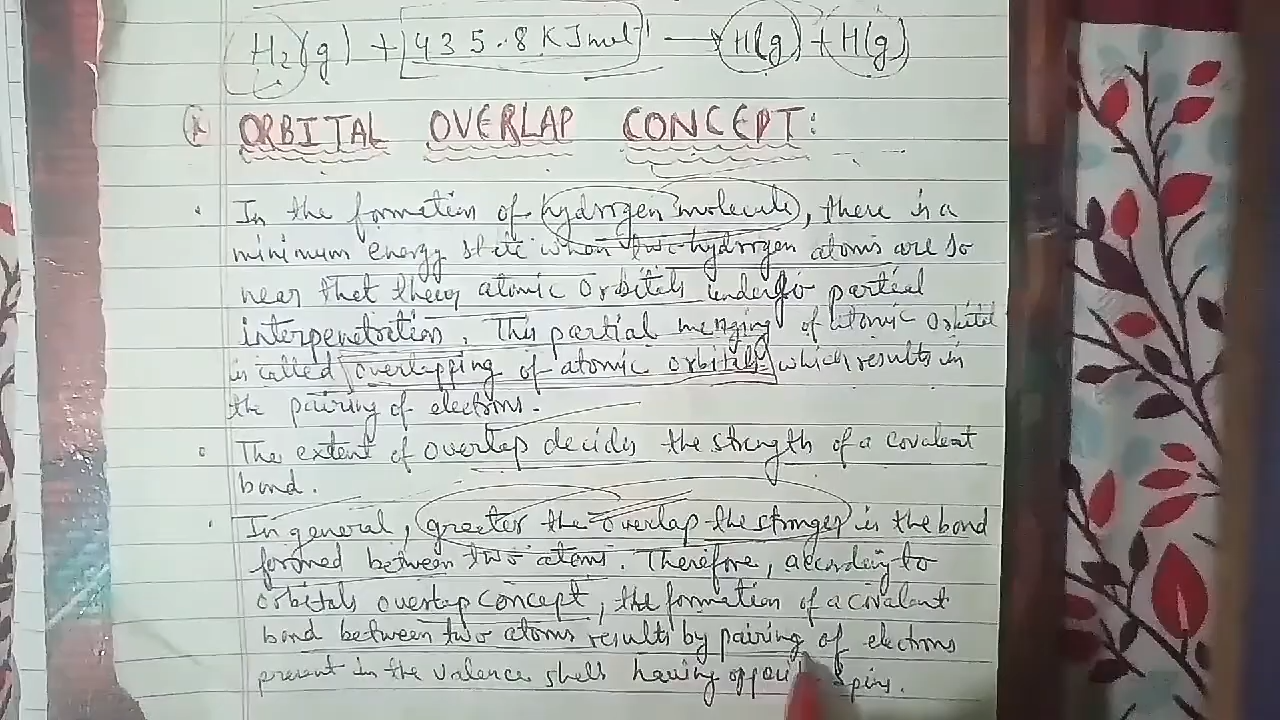 H2(g) + 435.8 KJmol-1 → H(g) + H(g)
ORBITAL OVERLAP CONCEPT:
In the formation of hydrogen molecule, there is a
minimum energy state when two hydrogen atoms are so
near that their atomic orbitals undergo partial
interpenetration. This partial merging of atomic orbital
is called overlapping of atomic orbitals which results in
the pairing of electrons.
The extent of overlap decides the strength of a covalent
bond.
In general, greater the overlap the stronger is the bond
formed between two atoms. Therefore, according to
orbitals overlap concept, the formation of a covalent
bond between two atoms results by pairing of electrons
present in the valence shell having spins.